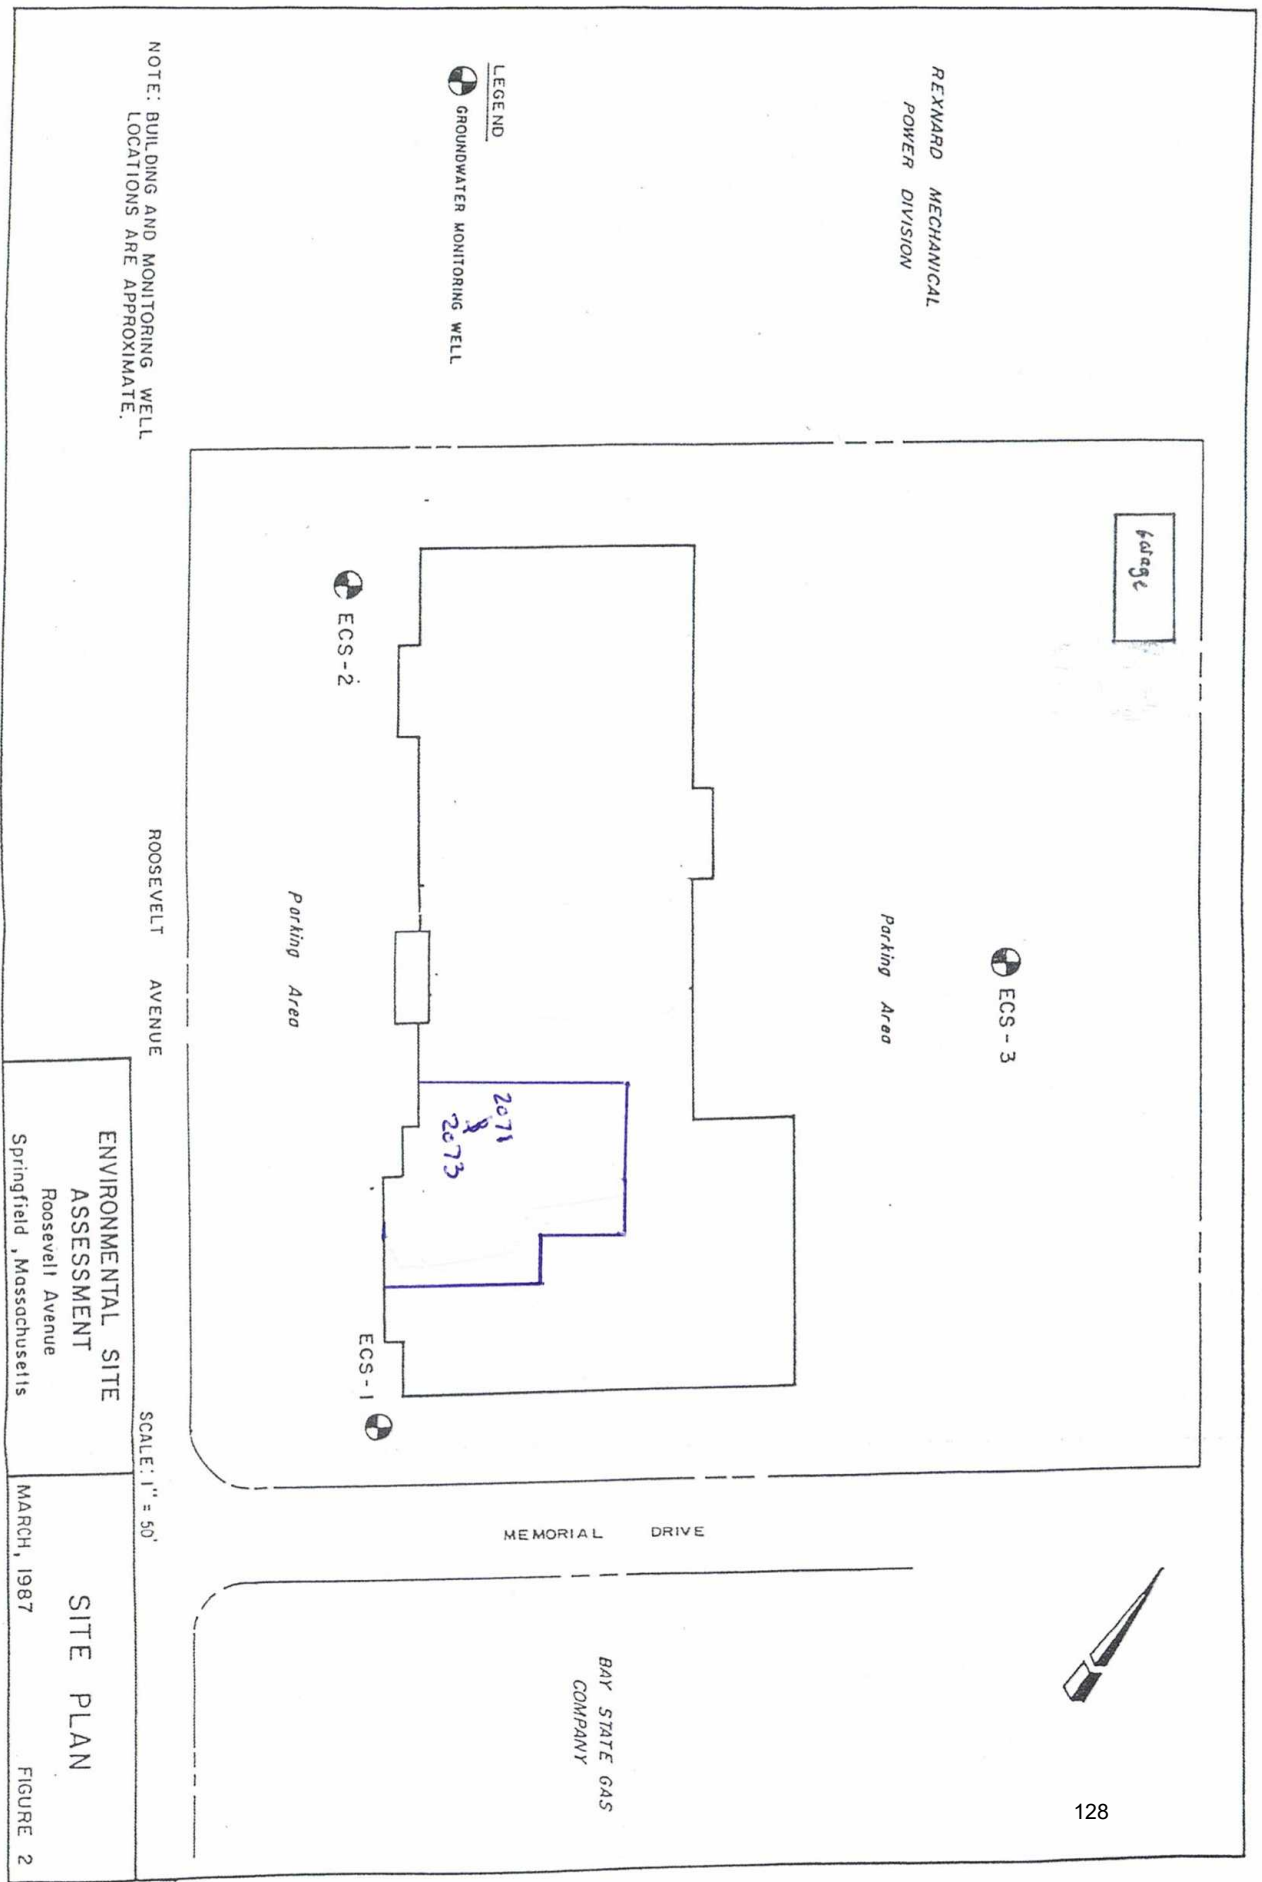 REXNARD MECHANICAL
POWER DIVISION
LEGEND
GROUNDWATER MONITORING WELL
NOTE: BUILDING AND MONITORING WELL
LOCATIONS ARE APPROXIMATE.
Garage
ECS-3
Parking Area
ECS-2
2071
&
2073
ECS-1
Parking Area
ROOSEVELT AVENUE
MEMORIAL DRIVE
BAY STATE GAS
COMPANY
SCALE: 1" = 50'
ENVIRONMENTAL SITE
ASSESSMENT
Roosevelt Avenue
Springfield, Massachusetts
SITE PLAN
MARCH, 1987
FIGURE 2
128